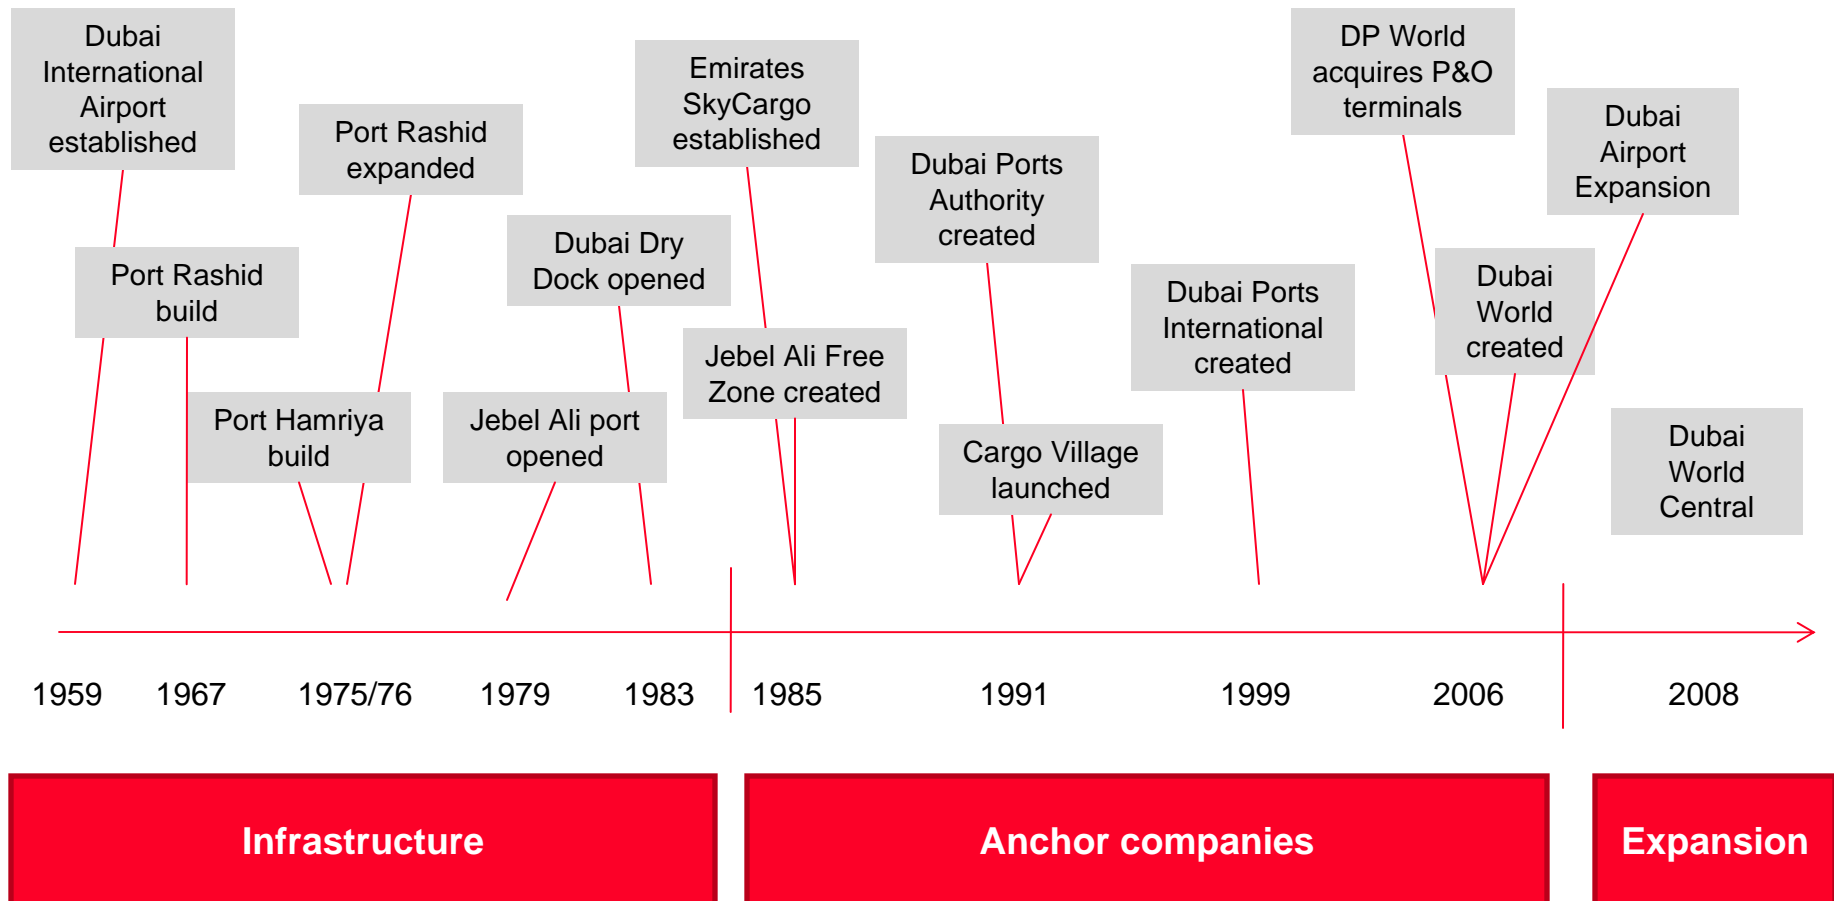 Dubai
International
Airport
established
Port Rashid
build
Port Hamriya
build
Port Rashid
expanded
Jebel Ali port
opened
Dubai Dry
Dock opened
Emirates
SkyCargo
established
Jebel Ali Free
Zone created
Dubai Ports
Authority
created
Cargo Village
launched
Dubai Ports
International
created
DP World
acquires P&O
terminals
Dubai
World
created
Dubai
Airport
Expansion
Dubai
World
Central
1959 1967 1975/76 1979 1983 1985 1991 1999 2006 2008
Infrastructure Anchor companies Expansion